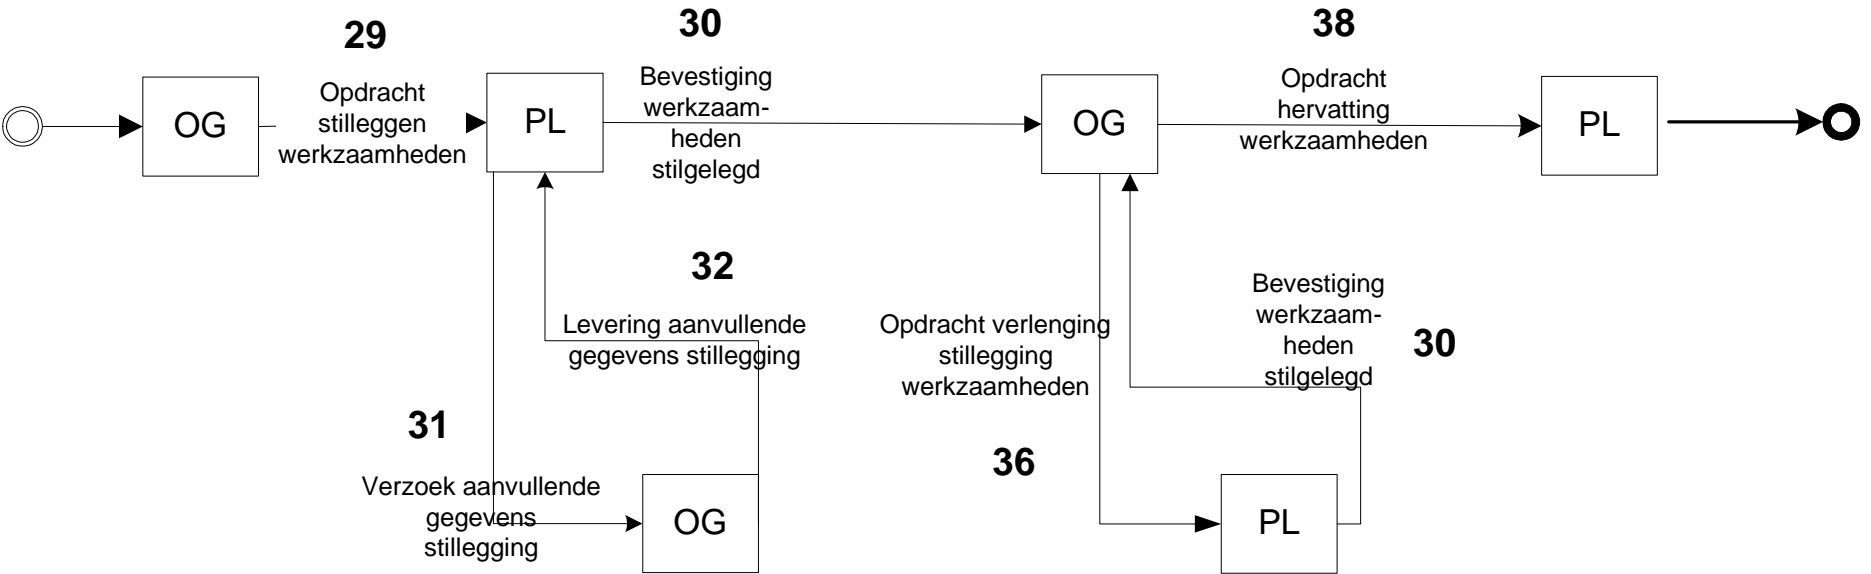 29
30
38
OG
Opdracht
stilleggen
werkzaamheden
PL
Bevestiging
werkzaam-
heden
stilgelegd
OG
Opdracht
hervatting
werkzaamheden
PL
32
Levering aanvullende
gegevens stillegging
31
Verzoek aanvullende
gegevens
stillegging
OG
Opdracht verlenging
stillegging
werkzaamheden
36
Bevestiging
werkzaam-
heden
stilgelegd
30
PL